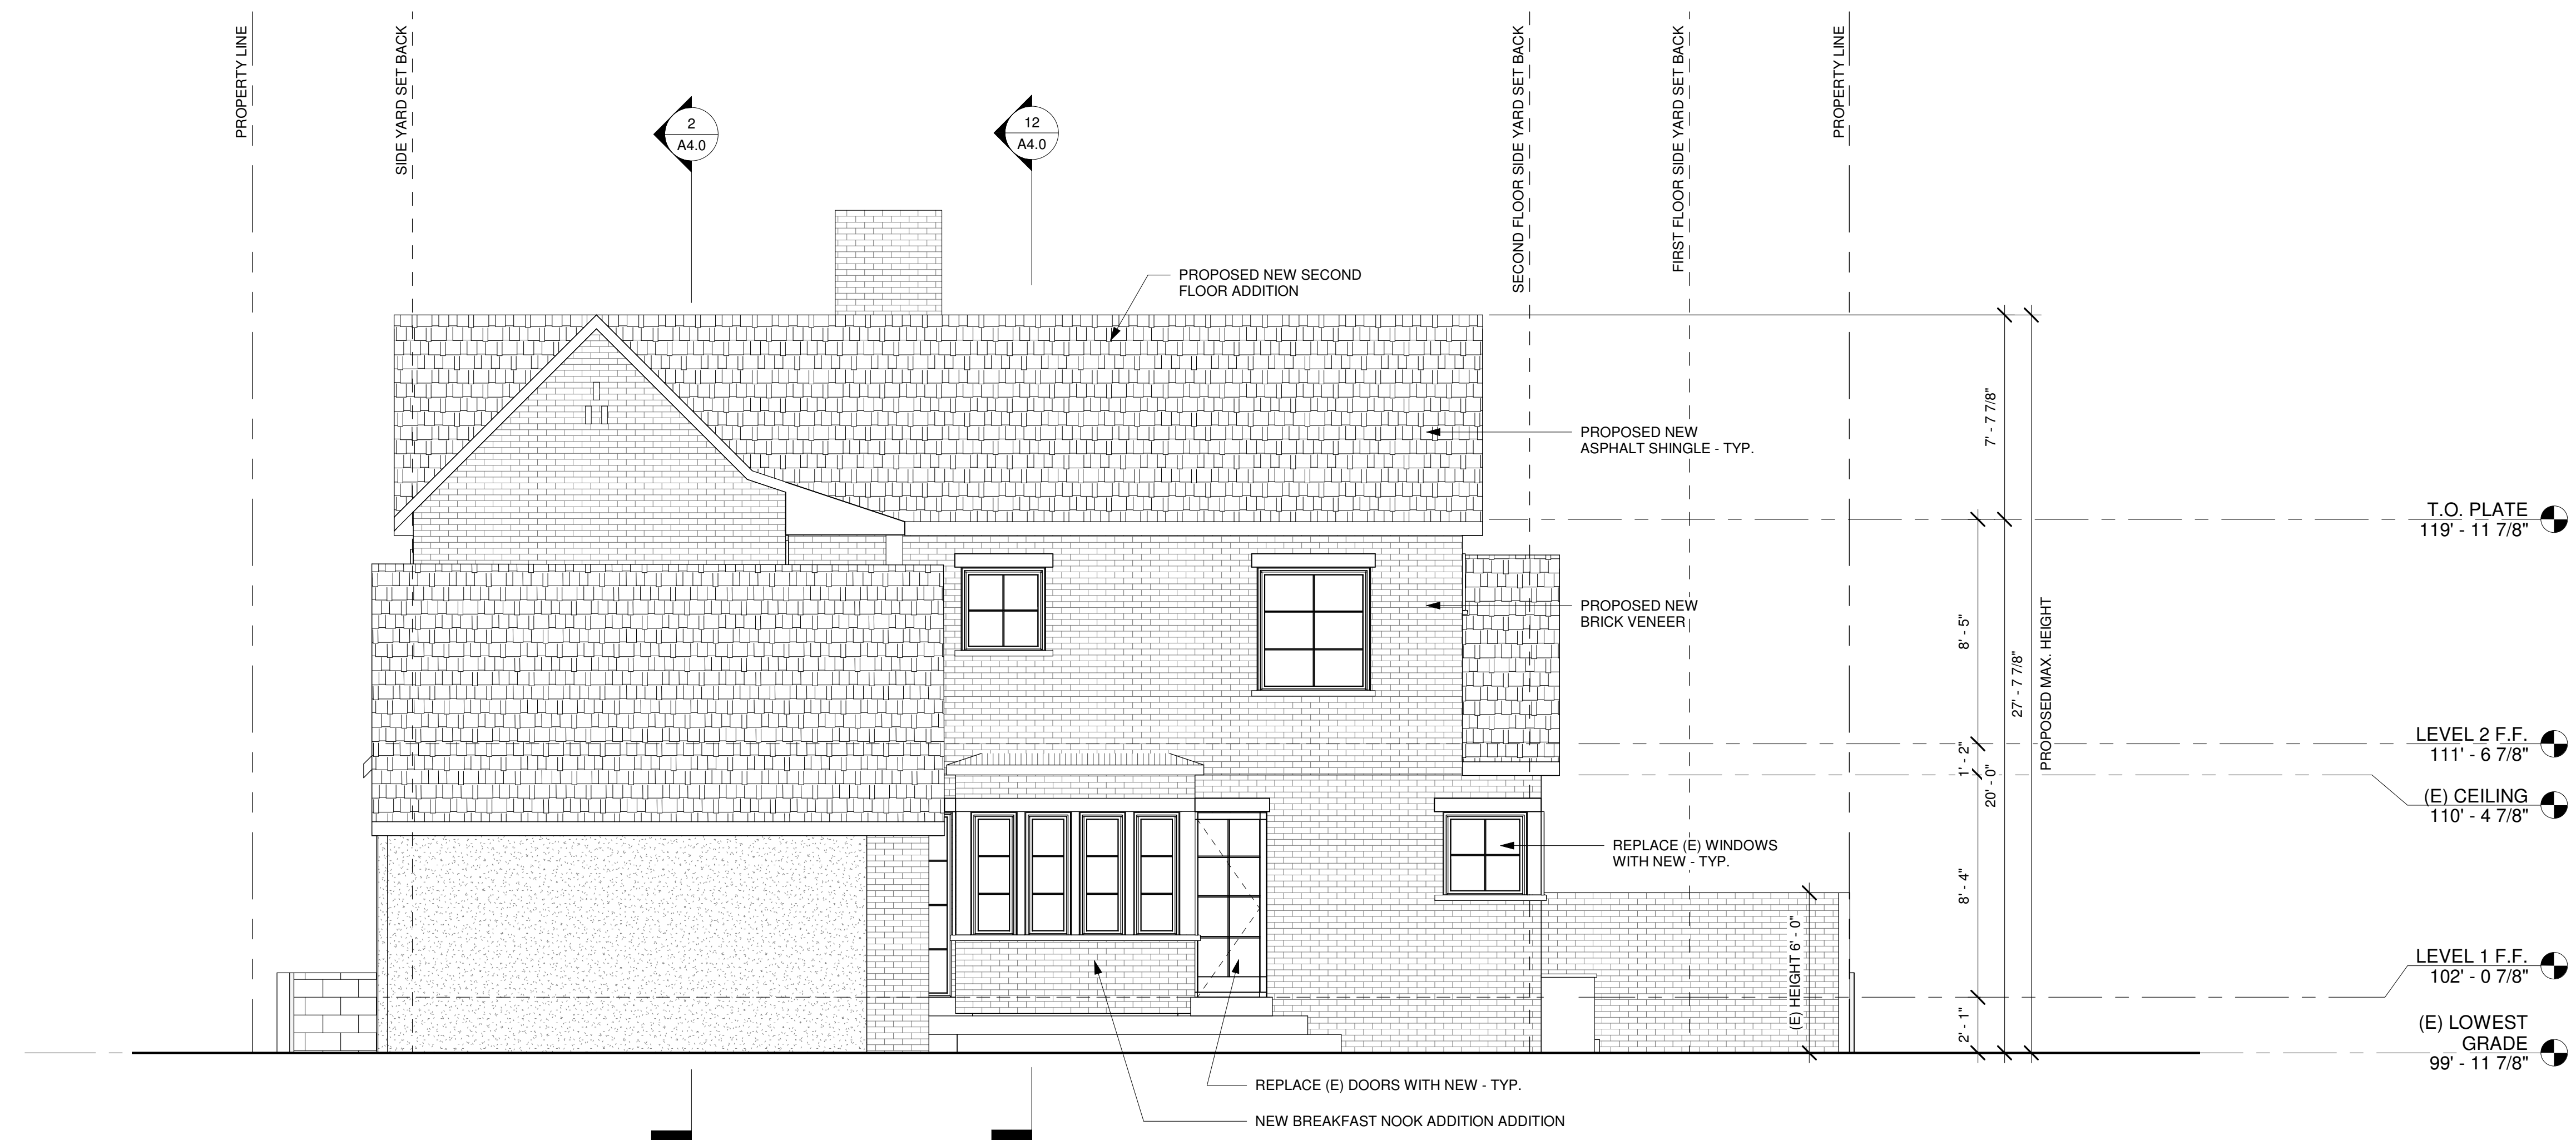 PROPERTY LINE
SIDE YARD SET BACK
2
A4.0
12
A4.0
SECOND FLOOR SIDE YARD SET BACK
FIRST FLOOR SIDE YARD SET BACK
PROPERTY LINE
PROPOSED NEW SECOND
FLOOR ADDITION
PROPOSED NEW
ASPHALT SHINGLE - TYP.
PROPOSED NEW
BRICK VENEER
REPLACE (E) WINDOWS
WITH NEW - TYP.
REPLACE (E) DOORS WITH NEW - TYP.
NEW BREAKFAST NOOK ADDITION ADDITION
(E) HEIGHT 6' - 0"
7' - 7 7/8"
8' - 5"
1' - 2"
20' - 0"
8' - 4"
2' - 1"
27' - 7 7/8"
PROPOSED MAX. HEIGHT
T.O. PLATE
119' - 11 7/8"
LEVEL 2 F.F.
111' - 6 7/8"
(E) CEILING
110' - 4 7/8"
LEVEL 1 F.F.
102' - 0 7/8"
(E) LOWEST
GRADE
99' - 11 7/8"